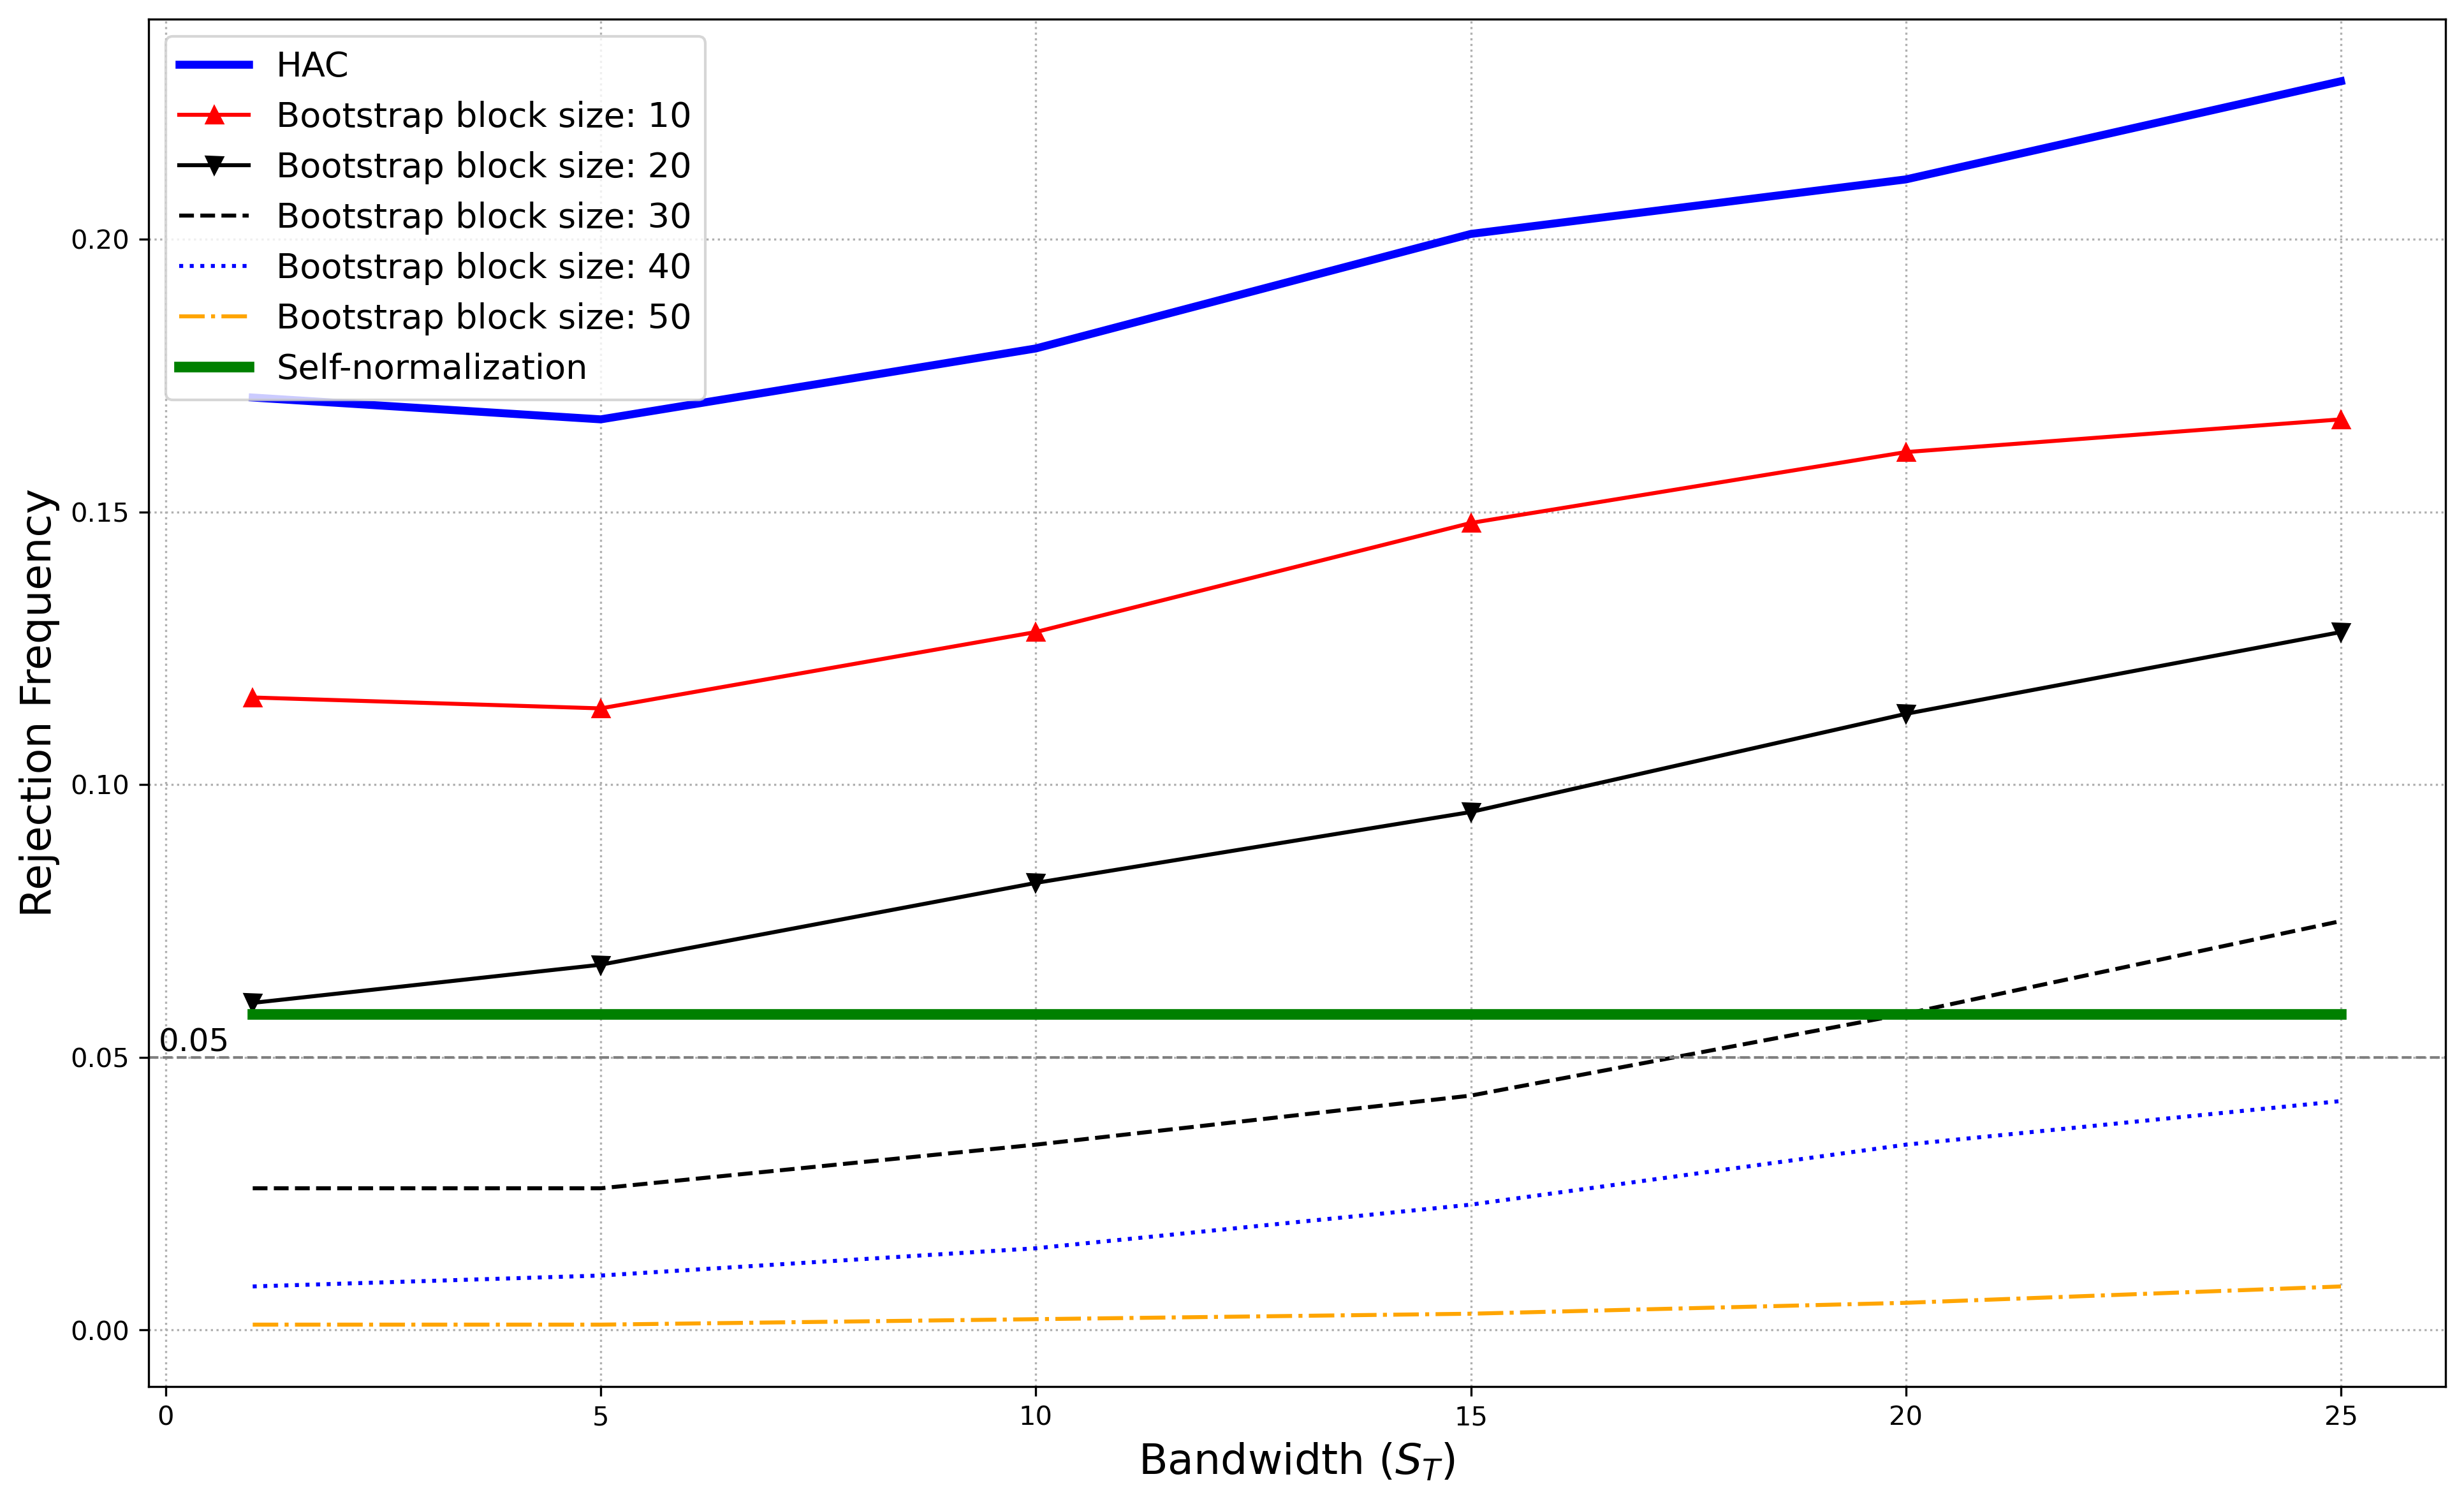 HAC
Bootstrap block size: 10
Bootstrap block size: 20
Bootstrap block size: 30
Bootstrap block size: 40
Bootstrap block size: 50
Self-normalization
Rejection Frequency
0.20
0.15
0.10
0.05
0.05
0.00
0 5 10 15 20 25
Bandwidth (S_T)